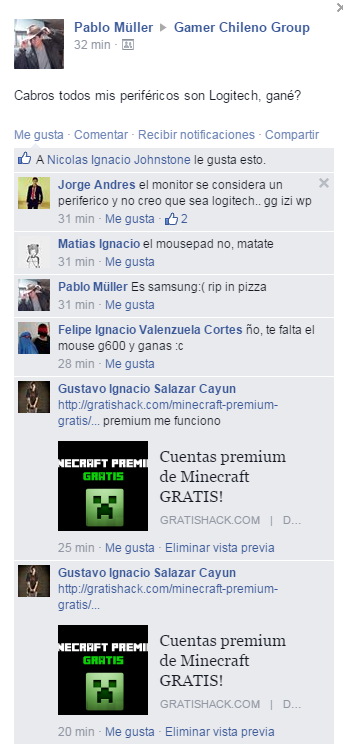 Pablo Müller ▶ Gamer Chileno Group
32 min ·
Cabros todos mis periféricos son Logitech, gané?
Me gusta · Comentar · Recibir notificaciones · Compartir
A Nicolas Ignacio Johnstone le gusta esto.
Jorge Andres el monitor se considera un
periferico y no creo que sea logitech.. gg izi wp
31 min · Me gusta · 2
Matias Ignacio el mousepad no, matate
31 min · Me gusta
Pablo Müller Es samsung:( rip in pizza
31 min · Me gusta
Felipe Ignacio Valenzuela Cortes ño, te falta el
mouse g600 y ganas :c
28 min · Me gusta
Gustavo Ignacio Salazar Cayun
http://gratishack.com/minecraft-premium-
gratis/... premium me funciono
NECRAFT PREMI
GRATIS
Cuentas premium
de Minecraft
GRATIS!
GRATISHACK.COM | D...
25 min · Me gusta · Eliminar vista previa
Gustavo Ignacio Salazar Cayun
http://gratishack.com/minecraft-premium-
gratis/...
NECRAFT PREMI
GRATIS
Cuentas premium
de Minecraft
GRATIS!
GRATISHACK.COM | D...
20 min · Me gusta · Eliminar vista previa